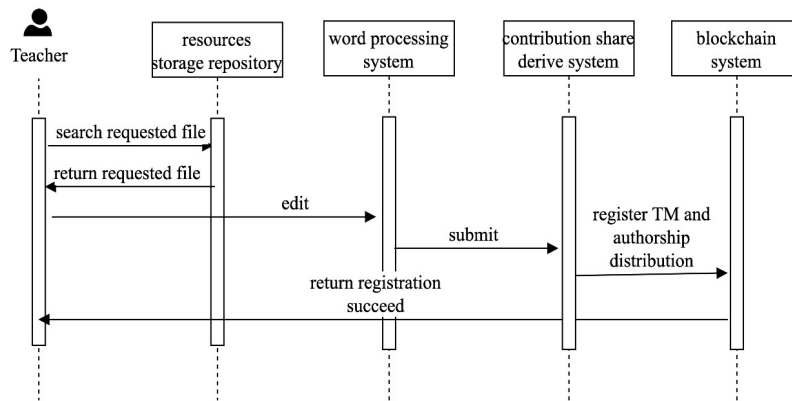 Teacher
resources
storage repository
word processing
system
contribution share
derive system
blockchain
system
search requested file
return requested file
edit
submit
register TM and
authorship
distribution
return registration
succeed